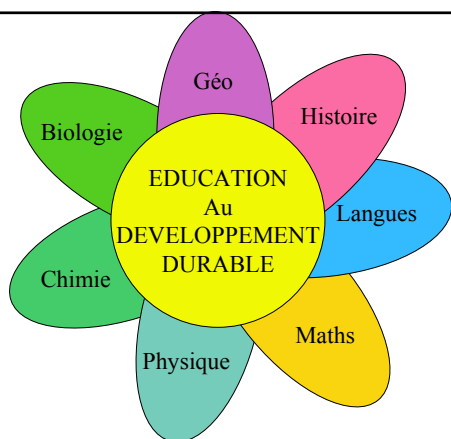 Géo
Histoire
Biologie
EDUCATION
Au
DEVELOPPEMENT
DURABLE
Langues
Chimie
Maths
Physique